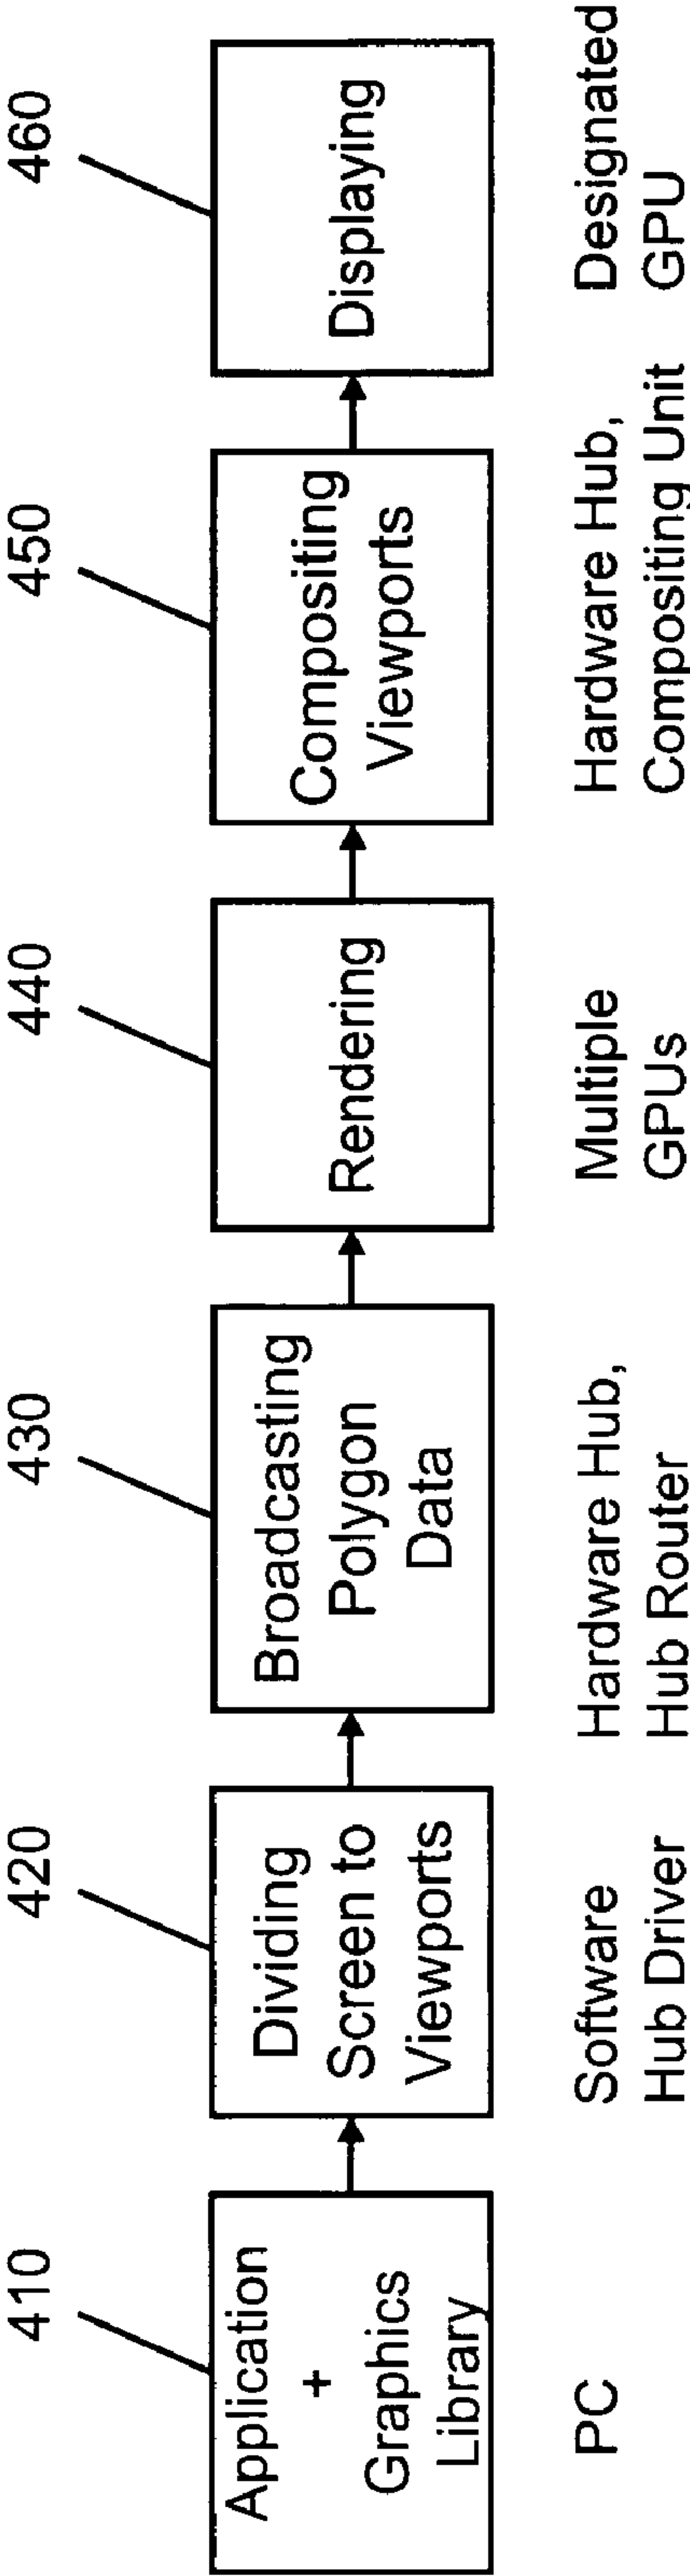 410
Application
+
Graphics
Library
PC
420
Dividing
Screen to
Viewports
Software
Hub Driver
430
Broadcasting
Polygon
Data
Hardware Hub,
Hub Router
440
Rendering
Multiple
GPUs
450
Compositing
Viewports
Hardware Hub,
Compositing Unit
460
Displaying
Designated
GPU